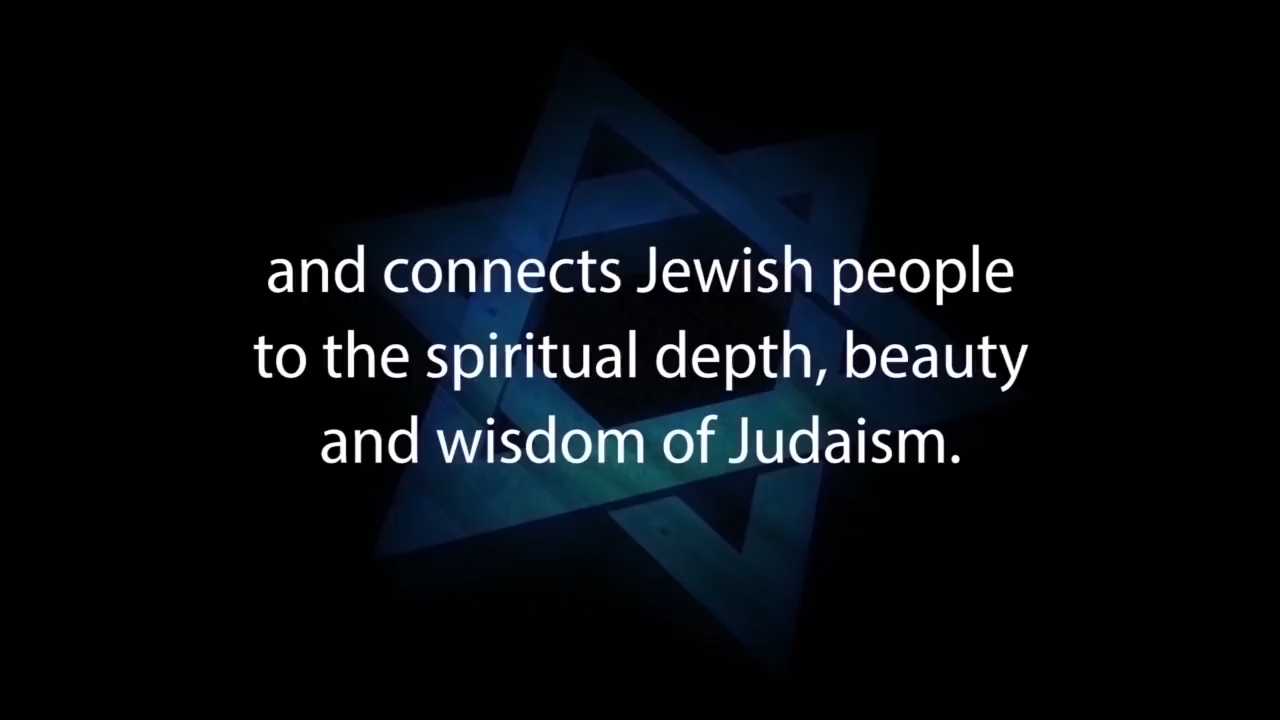 and connects Jewish people
to the spiritual depth, beauty
and wisdom of Judaism.